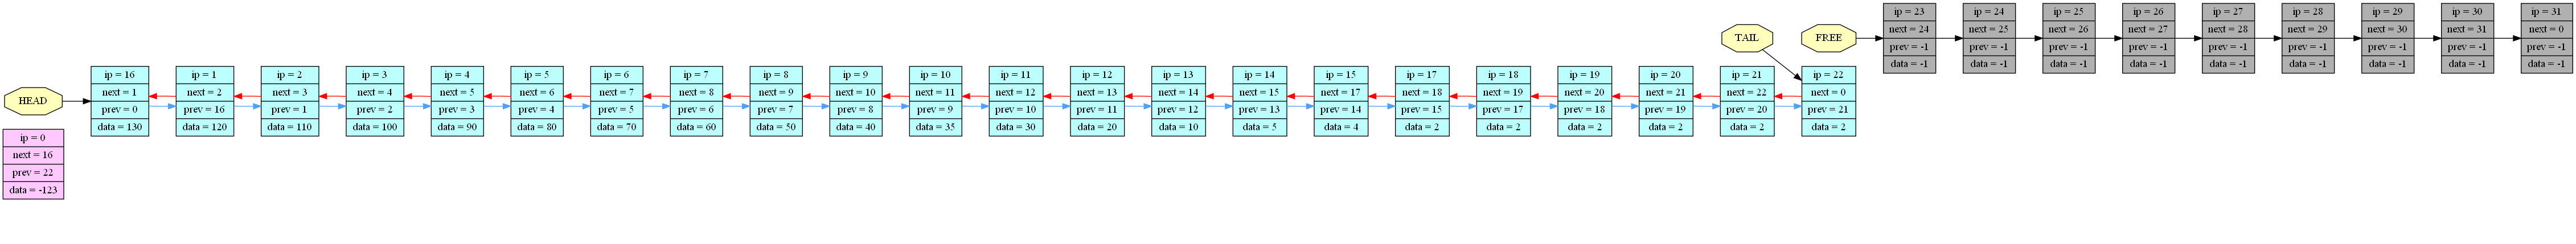 HEAD
ip = 0
next = 16
prev = 22
data = -123
ip = 16
next = 1
prev = 0
data = 130
ip = 1
next = 2
prev = 16
data = 120
ip = 2
next = 3
prev = 1
data = 110
ip = 3
next = 4
prev = 2
data = 100
ip = 4
next = 5
prev = 3
data = 90
ip = 5
next = 6
prev = 4
data = 80
ip = 6
next = 7
prev = 5
data = 70
ip = 7
next = 8
prev = 6
data = 60
ip = 8
next = 9
prev = 7
data = 50
ip = 9
next = 10
prev = 8
data = 40
ip = 10
next = 11
prev = 9
data = 35
ip = 11
next = 12
prev = 10
data = 30
ip = 12
next = 13
prev = 11
data = 20
ip = 13
next = 14
prev = 12
data = 10
ip = 14
next = 15
prev = 13
data = 5
ip = 15
next = 17
prev = 14
data = 4
ip = 17
next = 18
prev = 15
data = 2
ip = 18
next = 19
prev = 17
data = 2
ip = 19
next = 20
prev = 18
data = 2
ip = 20
next = 21
prev = 19
data = 2
ip = 21
next = 22
prev = 20
data = 2
TAIL
ip = 22
next = 0
prev = 21
data = 2
FREE
ip = 23
next = 24
prev = -1
data = -1
ip = 24
next = 25
prev = -1
data = -1
ip = 25
next = 26
prev = -1
data = -1
ip = 26
next = 27
prev = -1
data = -1
ip = 27
next = 28
prev = -1
data = -1
ip = 28
next = 29
prev = -1
data = -1
ip = 29
next = 30
prev = -1
data = -1
ip = 30
next = 31
prev = -1
data = -1
ip = 31
next = 0
prev = -1
data = -1